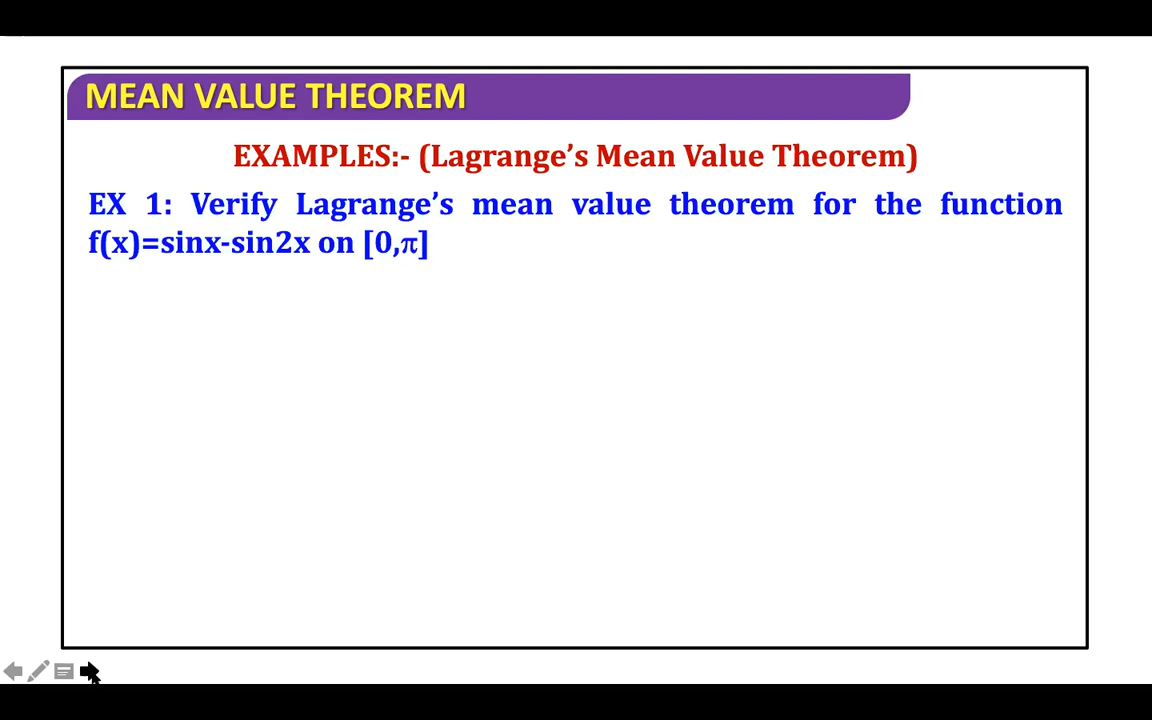 MEAN VALUE THEOREM
EXAMPLES:- (Lagrange’s Mean Value Theorem)
EX 1: Verify Lagrange’s mean value theorem for the function
f(x)=sinx-sin2x on [0,π]